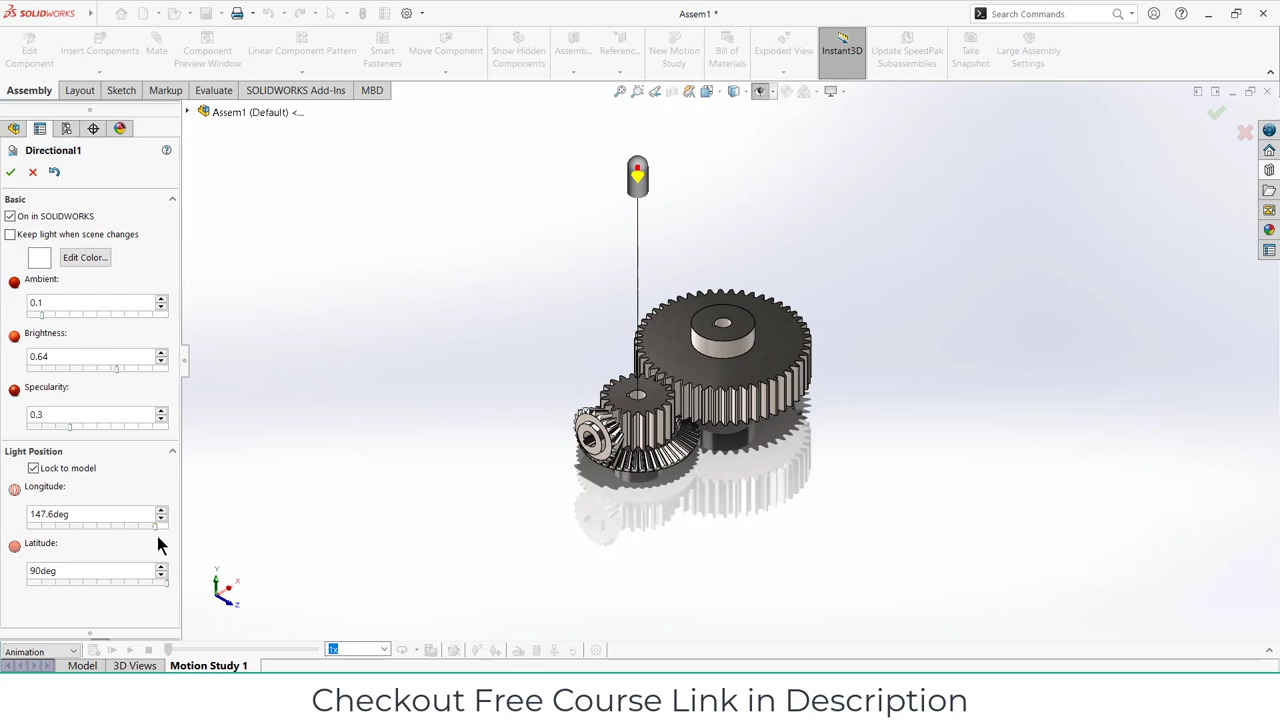 SOLIDWORKS
Assem1 *
Search Commands
Edit
Component
Insert Components
Mate
Component
Preview Window
Linear Component Pattern
Smart
Fasteners
Move Component
Show Hidden
Components
Assemb...
Referenc...
New Motion
Study
Bill of
Materials
Exploded View
Instant3D
Update SpeedPak
Subassemblies
Take
Snapshot
Large Assembly
Settings
Assembly
Layout
Sketch
Markup
Evaluate
SOLIDWORKS Add-Ins
MBD
Assem1 (Default) <...
Directional1
Basic
On in SOLIDWORKS
Keep light when scene changes
Edit Color...
Ambient:
0.1
Brightness:
0.64
Specularity:
0.3
Light Position
Lock to model
Longitude:
147.6deg
Latitude:
90deg
Y
X
Z
Animation
1x
Model
3D Views
Motion Study 1
Checkout Free Course Link in Description